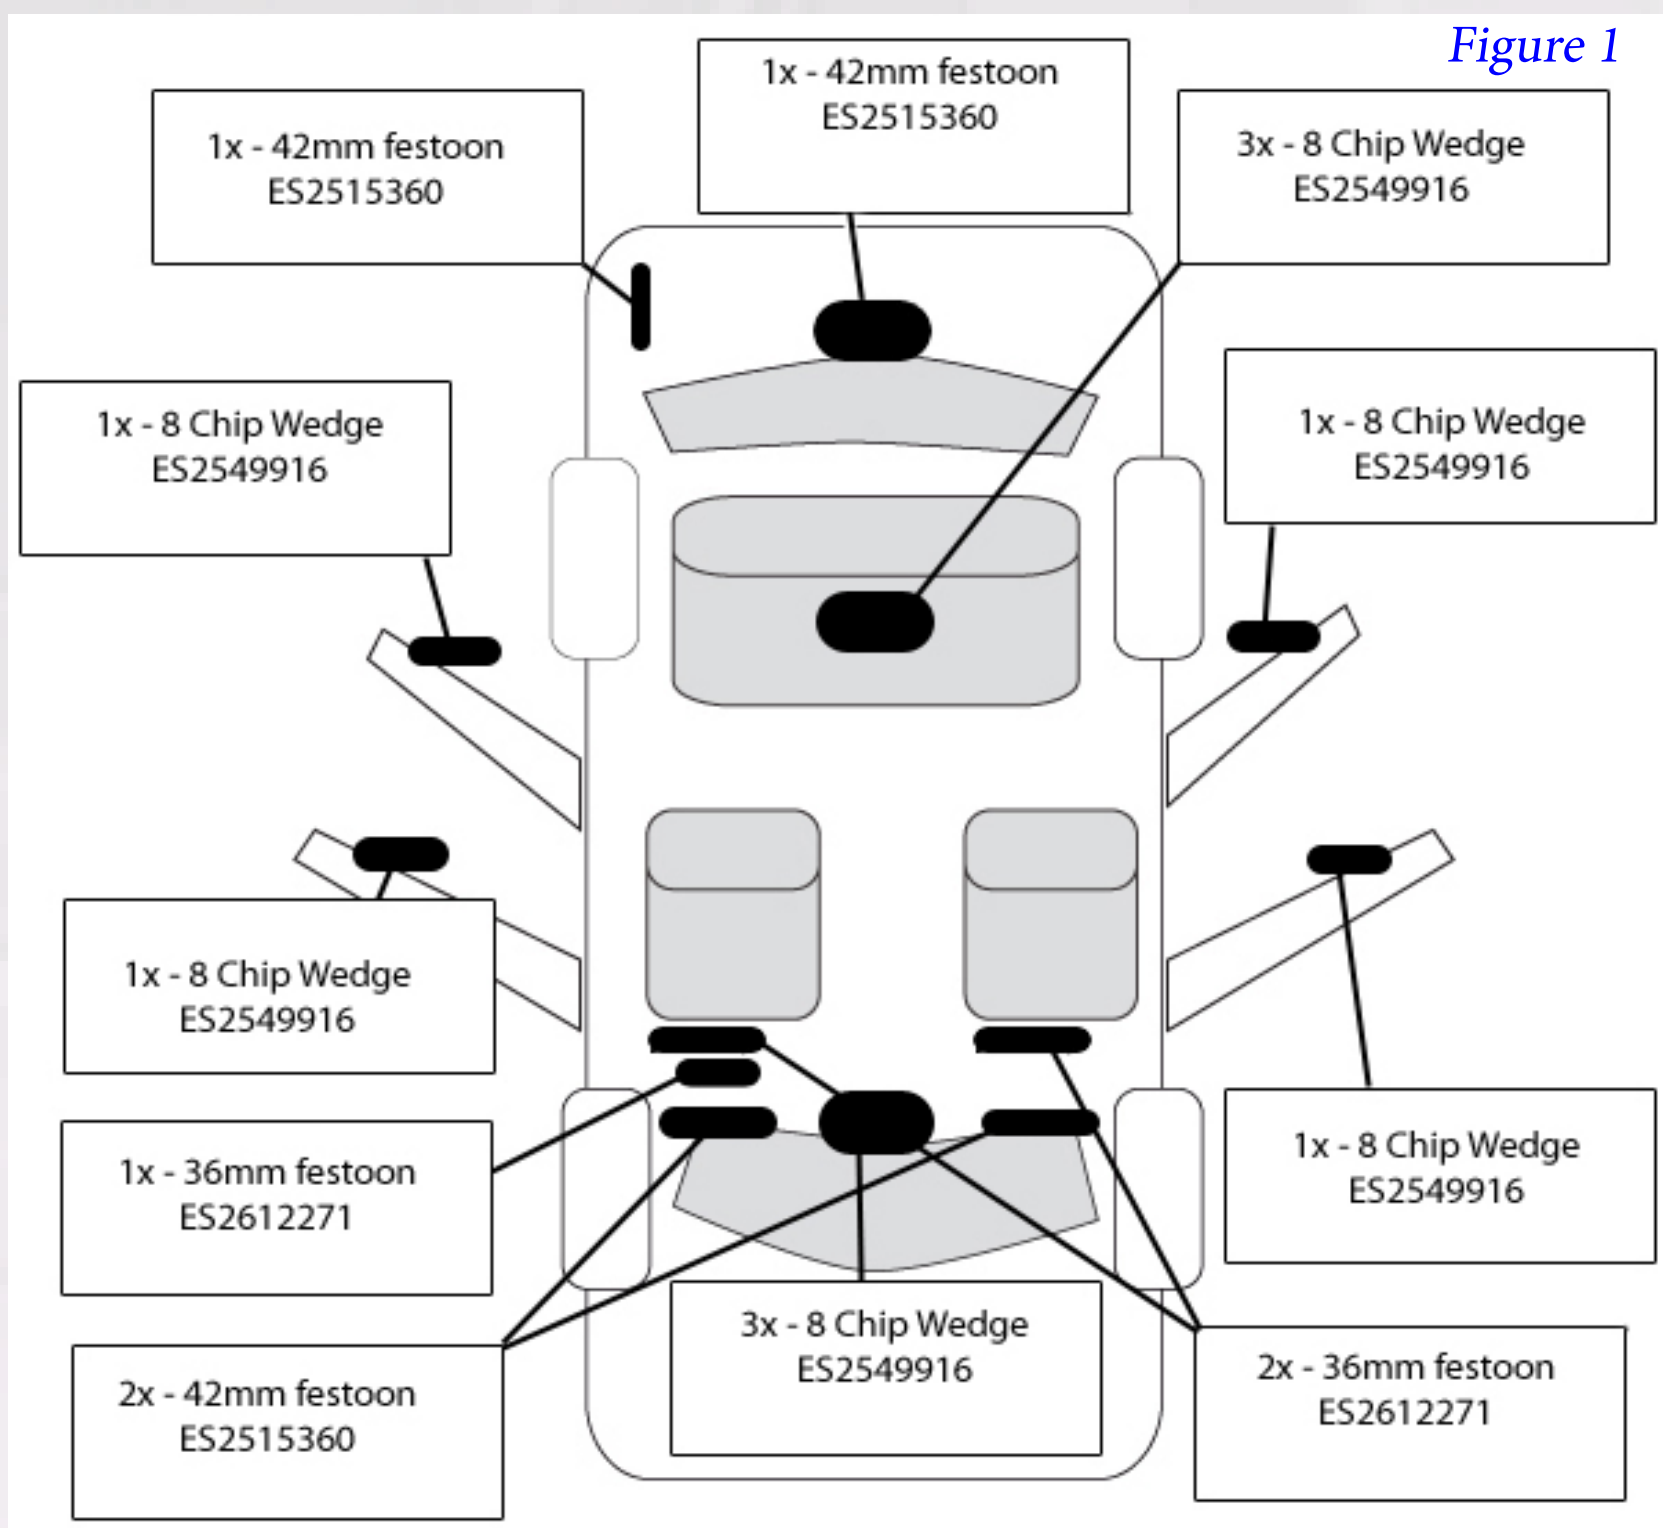 Figure 1
1x - 42mm festoon
ES2515360
1x - 42mm festoon
ES2515360
3x - 8 Chip Wedge
ES2549916
1x - 8 Chip Wedge
ES2549916
1x - 8 Chip Wedge
ES2549916
1x - 8 Chip Wedge
ES2549916
1x - 8 Chip Wedge
ES2549916
1x - 36mm festoon
ES2612271
3x - 8 Chip Wedge
ES2549916
2x - 36mm festoon
ES2612271
2x - 42mm festoon
ES2515360